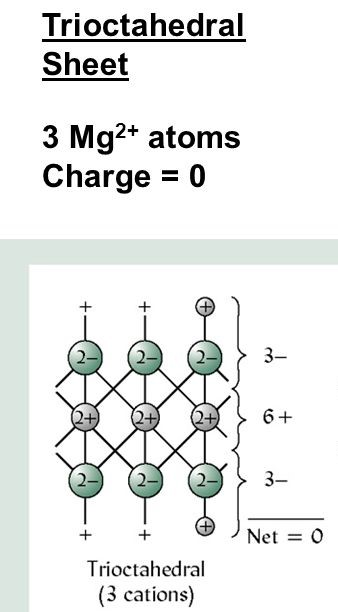 Trioctahedral
Sheet
3 Mg²⁺ atoms
Charge = 0
+ + +
2– 2– 2– 3–
2+ 2+ 2+ 6+
2– 2– 2– 3–
+ + +
Net = 0
Trioctahedral
(3 cations)